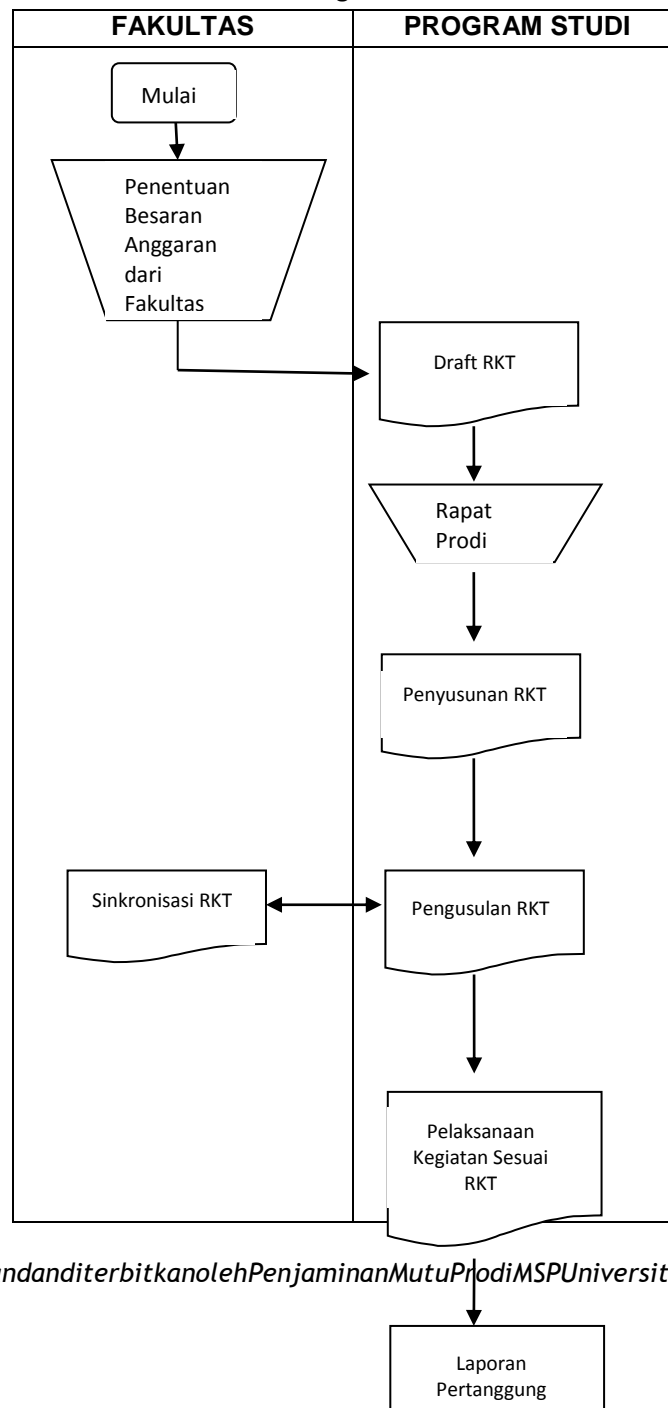 FAKULTAS
PROGRAM STUDI
Mulai
Penentuan
Besaran
Anggaran
dari
Fakultas
Draft RKT
Rapat
Prodi
Penyusunan RKT
Sinkronisasi RKT
Pengusulan RKT
Pelaksanaan
Kegiatan Sesuai
RKT
ndanditerbitkanolehPenjaminanMutuProdiMSPUniversit
Laporan
Pertanggung